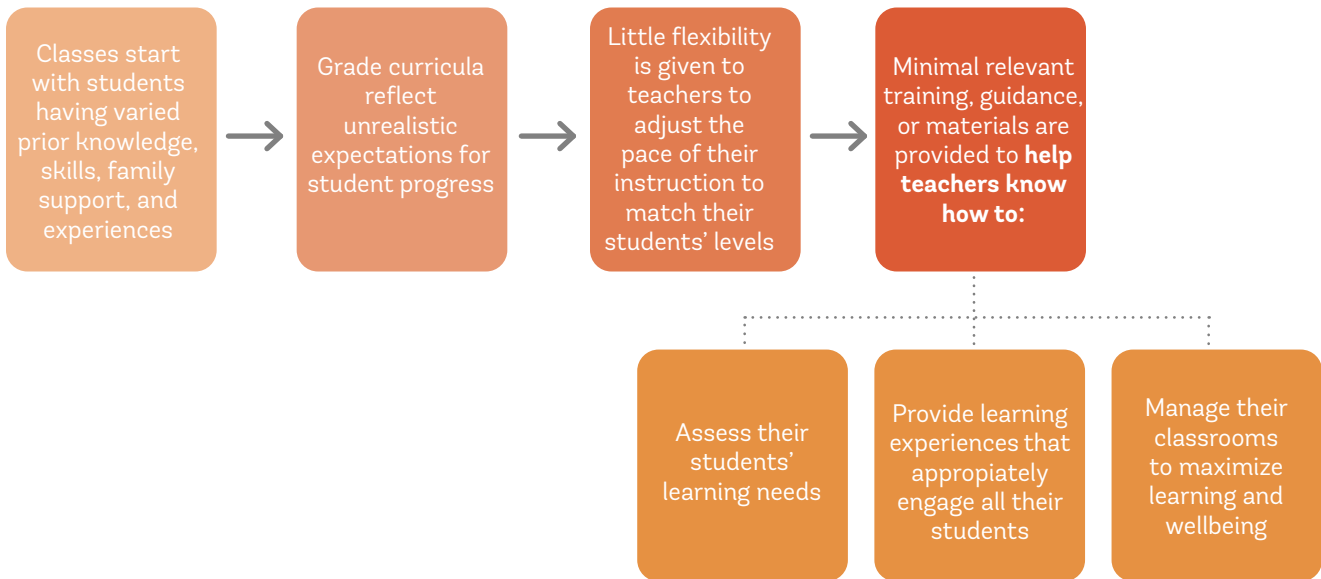 Classes start
with students
having varied
prior knowledge,
skills, family
support, and
experiences
Grade curricula
reflect
unrealistic
expectations for
student progress
Little flexibility
is given to
teachers to
adjust the
pace of their
instruction to
match their
students’ levels
Minimal relevant
training, guidance,
or materials are
provided to help
teachers know
how to:
Assess their
students’
learning needs
Provide learning
experiences that
appropiately
engage all their
students
Manage their
classrooms
to maximize
learning and
wellbeing